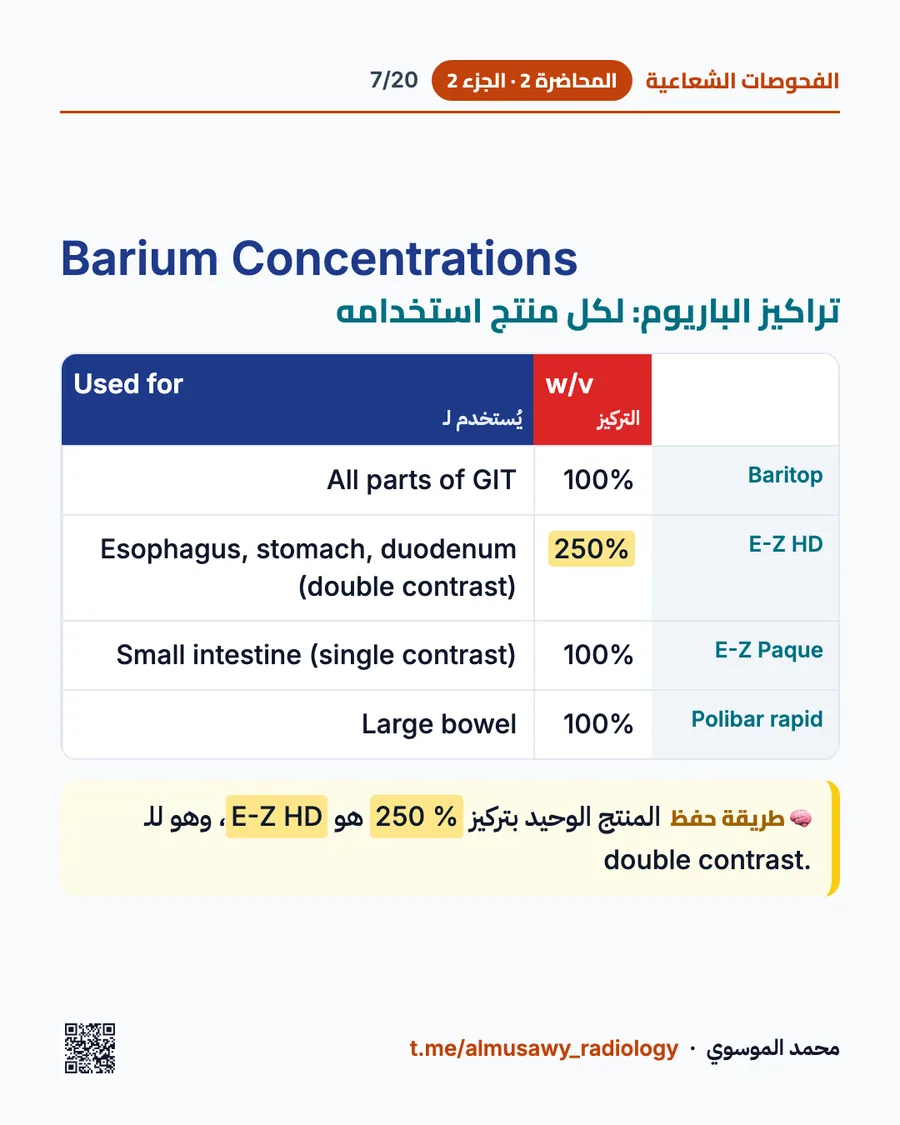 الفحوصات الشعاعية المحاضرة 2 · الجزء 2 7/20
Barium Concentrations
تراكيز الباريوم: لكل منتج استخدامه
w/v Used for
التركيز يُستخدم لـ
Baritop 100% All parts of GIT
E-Z HD 250% Esophagus, stomach, duodenum
(double contrast)
E-Z Paque 100% Small intestine (single contrast)
Polibar rapid 100% Large bowel
🧠 طريقة حفظ المنتج الوحيد بتركيز 250 % هو E-Z HD، وهو للـ
double contrast.
محمد الموسوي · t.me/almusawy_radiology